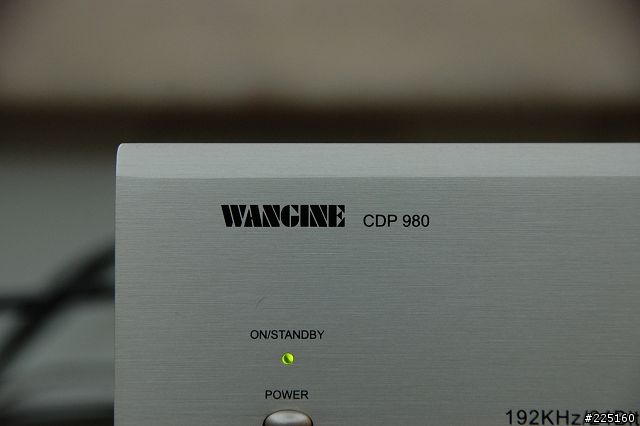 WANGINE CDP 980
ON/STANDBY
POWER
192KHz/
#225160